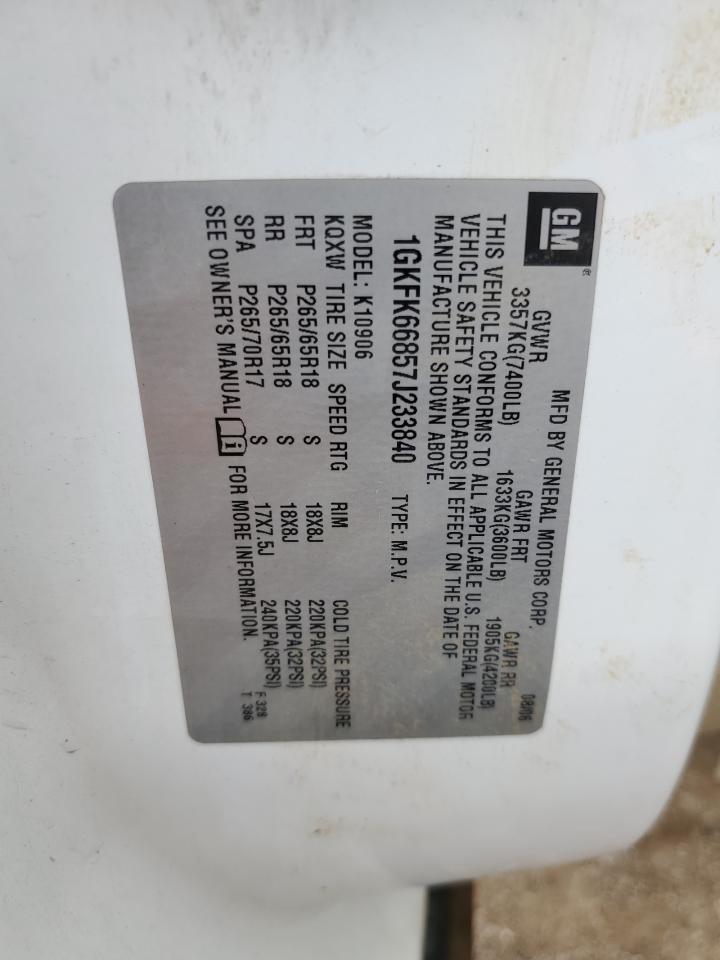 GM®
MFD BY GENERAL MOTORS CORP. 08/06
GVWR GAWR FRT GAWR RR
3357KG(7400LB) 1633KG(3600LB) 1905KG(4200LB)
THIS VEHICLE CONFORMS TO ALL APPLICABLE U.S. FEDERAL MOTOR
VEHICLE SAFETY STANDARDS IN EFFECT ON THE DATE OF
MANUFACTURE SHOWN ABOVE.
1GKFK66857J233840 TYPE: M.P.V.
MODEL: K10906
KQXW TIRE SIZE SPEED RTG RIM COLD TIRE PRESSURE
FRT P265/65R18 S 18X8J 220KPA(32PSI)
RR P265/65R18 S 18X8J 220KPA(32PSI)
SPA P265/70R17 S 17X7.5J 240KPA(35PSI)
SEE OWNER'S MANUAL i FOR MORE INFORMATION.
F 328
T 386